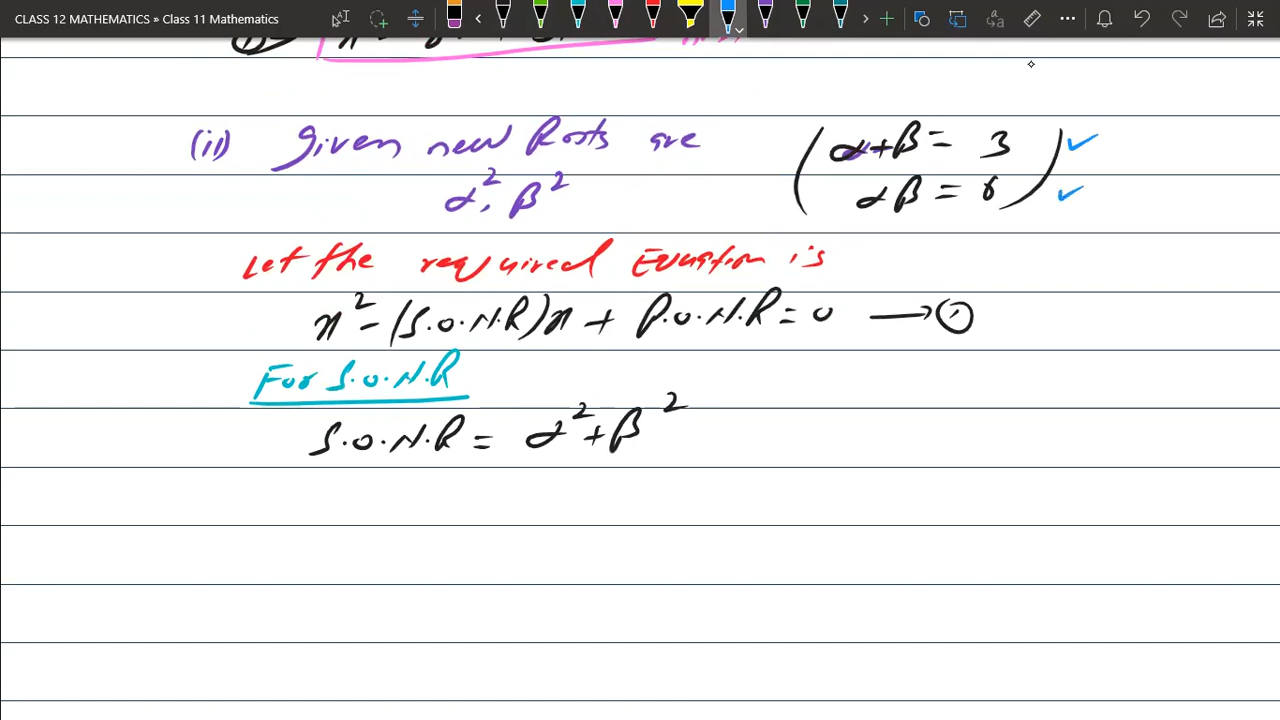 CLASS 12 MATHEMATICS » Class 11 Mathematics
(ii) Given new Roots are
α², β²
(α+β = 3
αβ = 6)
Let the required Equation is
x² - (S.O.N.R)x + P.O.N.R = 0
For S.O.N.R
S.O.N.R = α² + β²